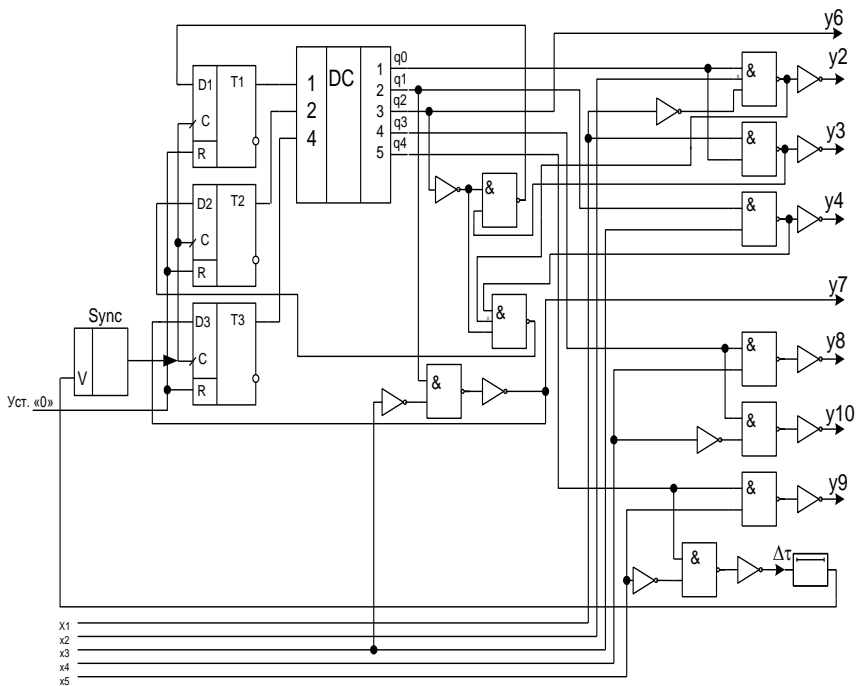 y6
q0
y2
D1 T1 1 DC 1 q1 &
2 q2
C 2 3
q3
4 y3
R 4 q4 &
5
D2 T2 & y4
C &
R
y7
Sync D3 T3 &
C y8
V &
R
Уст. «0» & y10
&
y9
&
Δτ
&
X1
x2
x3
x4
x5